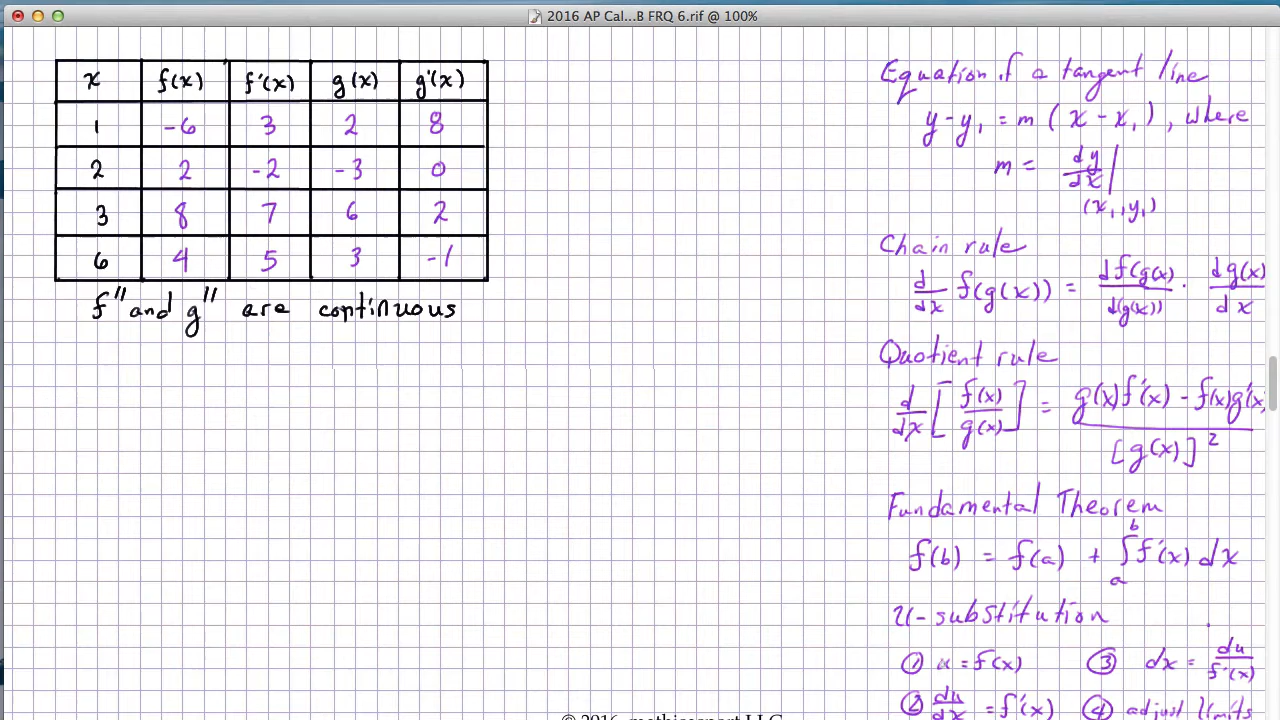 2016 AP Cal...B FRQ 6.rif @ 100%
x f(x) f'(x) g(x) g'(x)
1 -6 3 2 8
2 2 -2 -3 0
3 8 7 6 2
6 4 5 3 -1
f" and g" are continuous
Equation of a tangent line
y-y₁ = m (x-x₁), where
m = dy/dx |
(x₁,y₁)
Chain rule
d/dx f(g(x)) = df(g(x)/d(g(x)) · dg(x)/dx
Quotient rule
d/dx [f(x)/g(x)] = g(x)f'(x) - f(x)g'(x/[g(x)]²
Fundamental Theorem
f(b) = f(a) + ∫ₐᵇ f'(x) dx
U-substitution
① u = f(x) ③ dx = du/f'(x)
② du/dx = f'(x) ④ adjust limits